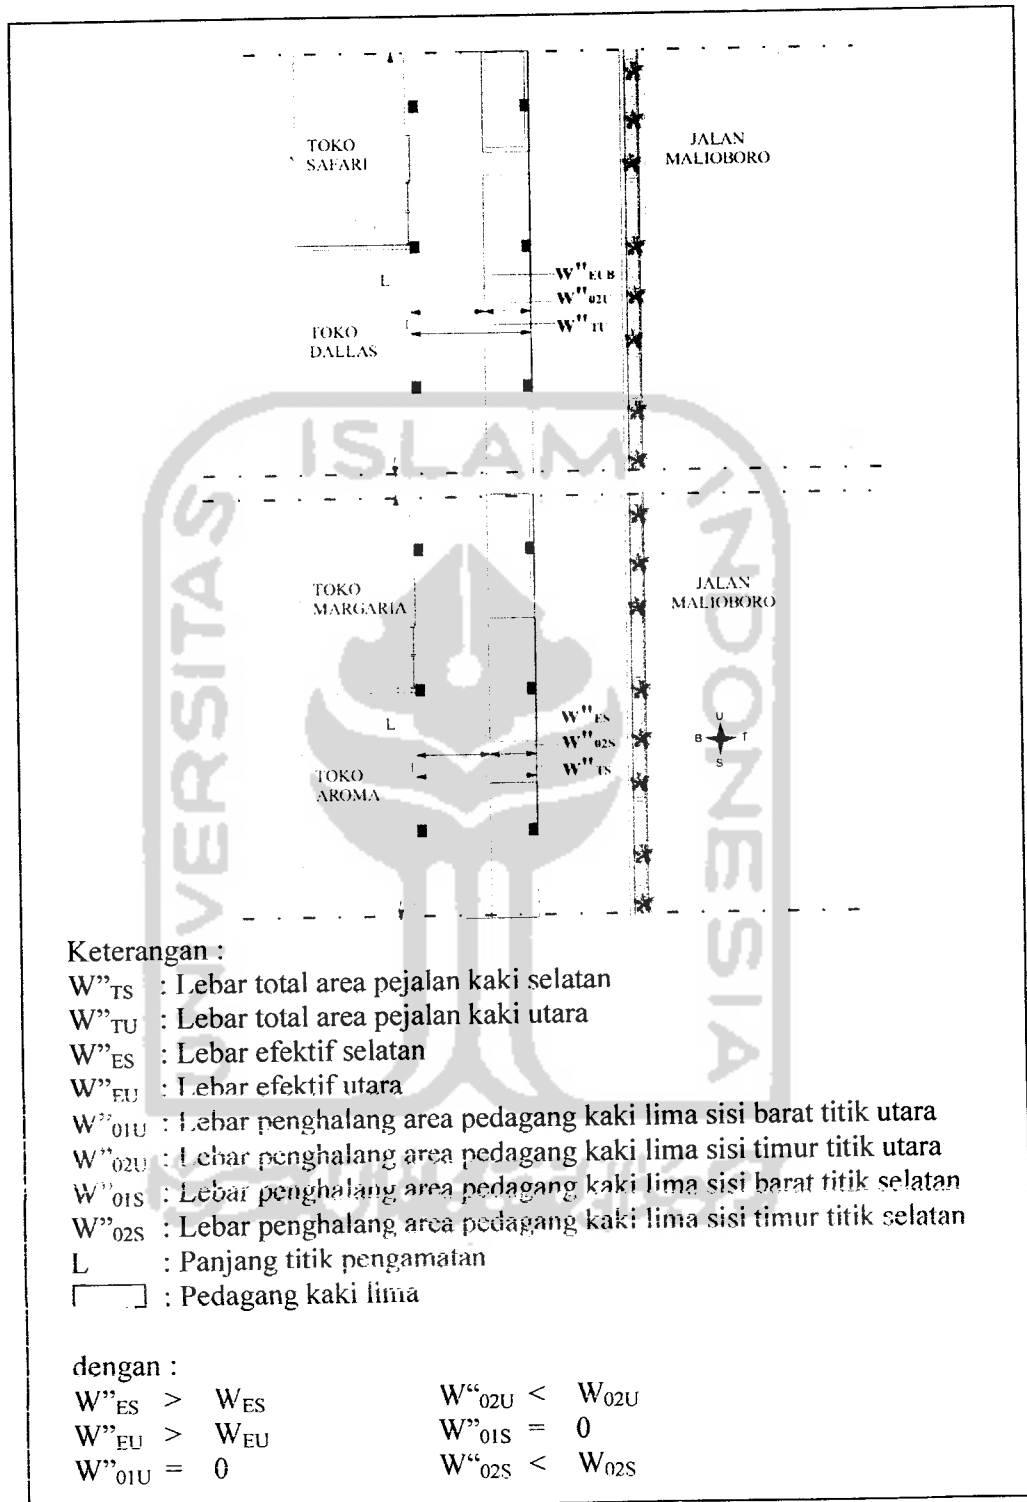 TOKO
SAFARI
JALAN
MALIOBORO
L
W"EUB
W"02U
W"TU
TOKO
DALLAS
TOKO
MARGARIA
JALAN
MALIOBORO
L
W"ES
W"02S
W"TS
U
B T
S
TOKO
AROMA
UNIVERSITAS ISLAM INDONESIA
Keterangan :
W”TS : Lebar total area pejalan kaki selatan
W”TU : Lebar total area pejalan kaki utara
W”ES : Lebar efektif selatan
W”EU : Lebar efektif utara
W”01U : Lebar penghalang area pedagang kaki lima sisi barat titik utara
W”02U : Lebar penghalang area pedagang kaki lima sisi timur titik utara
W”01S : Lebar penghalang area pedagang kaki lima sisi barat titik selatan
W”02S : Lebar penghalang area pedagang kaki lima sisi timur titik selatan
L : Panjang titik pengamatan
: Pedagang kaki lima
dengan :
W”ES > WES W“02U < W02U
W”EU > WEU W”01S = 0
W”01U = 0 W“02S < W02S